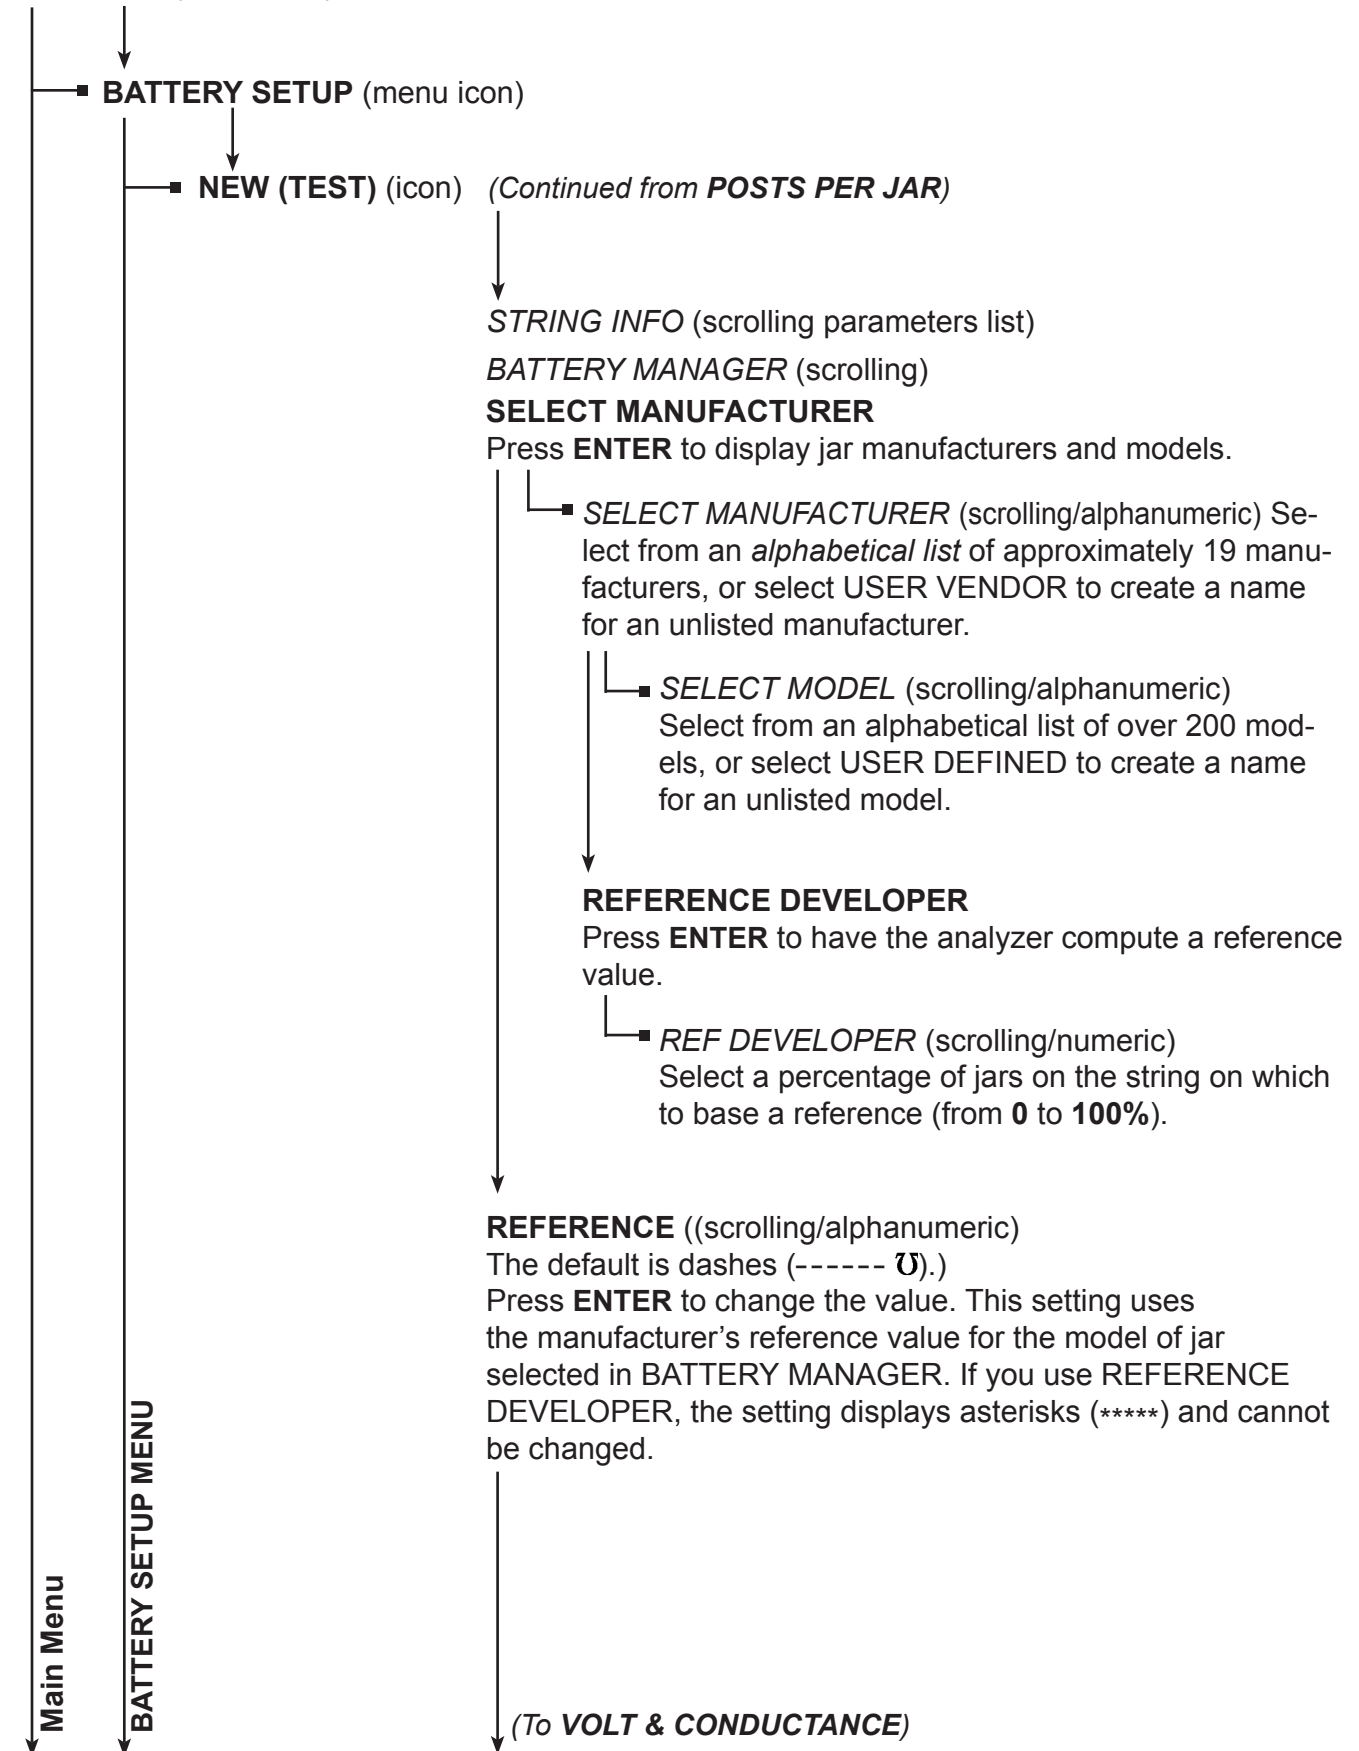 BATTERY SETUP (menu icon)
NEW (TEST) (icon) (Continued from POSTS PER JAR)
STRING INFO (scrolling parameters list)
BATTERY MANAGER (scrolling)
SELECT MANUFACTURER
Press ENTER to display jar manufacturers and models.
SELECT MANUFACTURER (scrolling/alphanumeric) Se-
lect from an alphabetical list of approximately 19 manu-
facturers, or select USER VENDOR to create a name
for an unlisted manufacturer.
SELECT MODEL (scrolling/alphanumeric)
Select from an alphabetical list of over 200 mod-
els, or select USER DEFINED to create a name
for an unlisted model.
REFERENCE DEVELOPER
Press ENTER to have the analyzer compute a reference
value.
REF DEVELOPER (scrolling/numeric)
Select a percentage of jars on the string on which
to base a reference (from 0 to 100%).
REFERENCE ((scrolling/alphanumeric)
The default is dashes (------ ℧).)
Press ENTER to change the value. This setting uses
the manufacturer's reference value for the model of jar
selected in BATTERY MANAGER. If you use REFERENCE
DEVELOPER, the setting displays asterisks (*****) and cannot
be changed.
(To VOLT & CONDUCTANCE)
Main Menu
BATTERY SETUP MENU